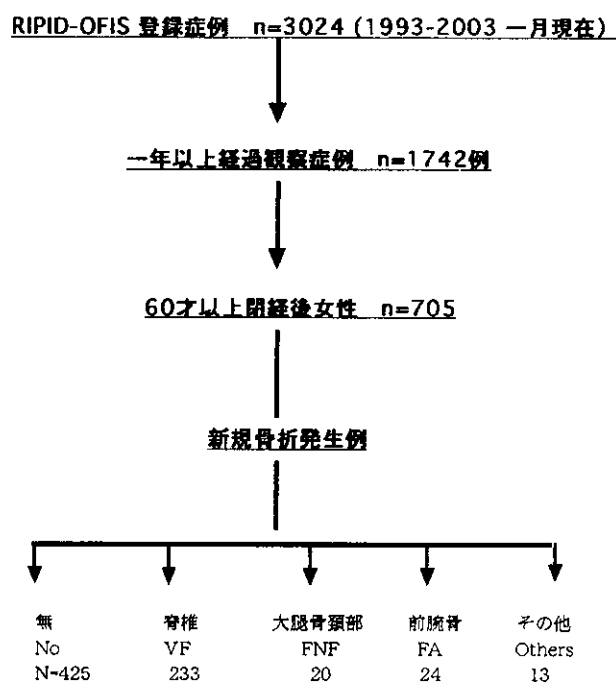 RIPID-OFIS 登録症例 n=3024 (1993-2003 一月現在)
一年以上経過観察症例 n=1742例
60才以上閉経後女性 n=705
新規骨折発生例
無 脊椎 大腿骨頸部 前腕骨 その他
No VF FNF FA Others
N-425 233 20 24 13